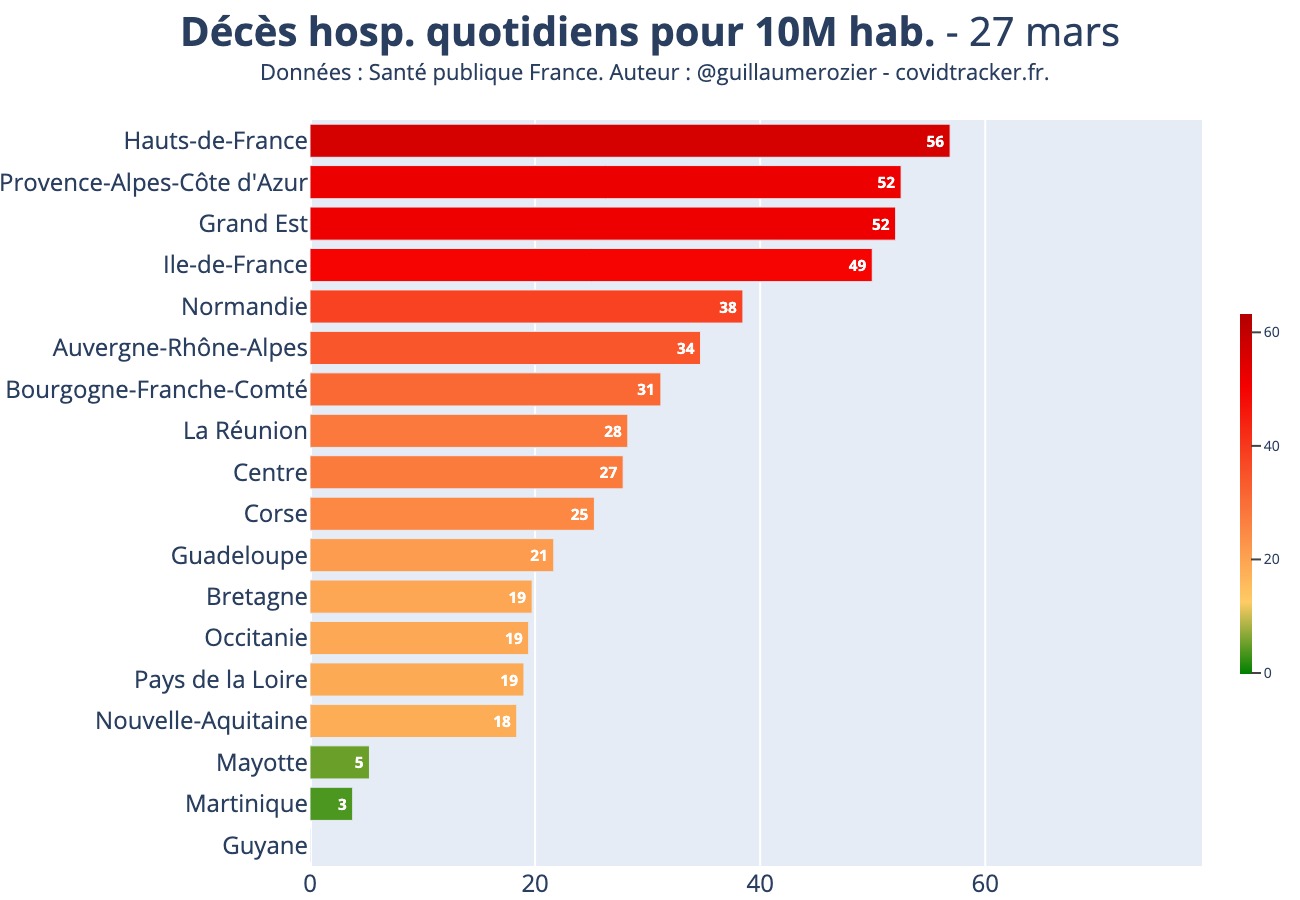 Décès hosp. quotidiens pour 10M hab. - 27 mars
Données : Santé publique France. Auteur : @guillaumerozier - covidtracker.fr.
Hauts-de-France 56
Provence-Alpes-Côte d'Azur 52
Grand Est 52
Ile-de-France 49
Normandie 38
Auvergne-Rhône-Alpes 34
Bourgogne-Franche-Comté 31
La Réunion 28
Centre 27
Corse 25
Guadeloupe 21
Bretagne 19
Occitanie 19
Pays de la Loire 19
Nouvelle-Aquitaine 18
Mayotte 5
Martinique 3
Guyane
0 20 40 60
60
40
20
0